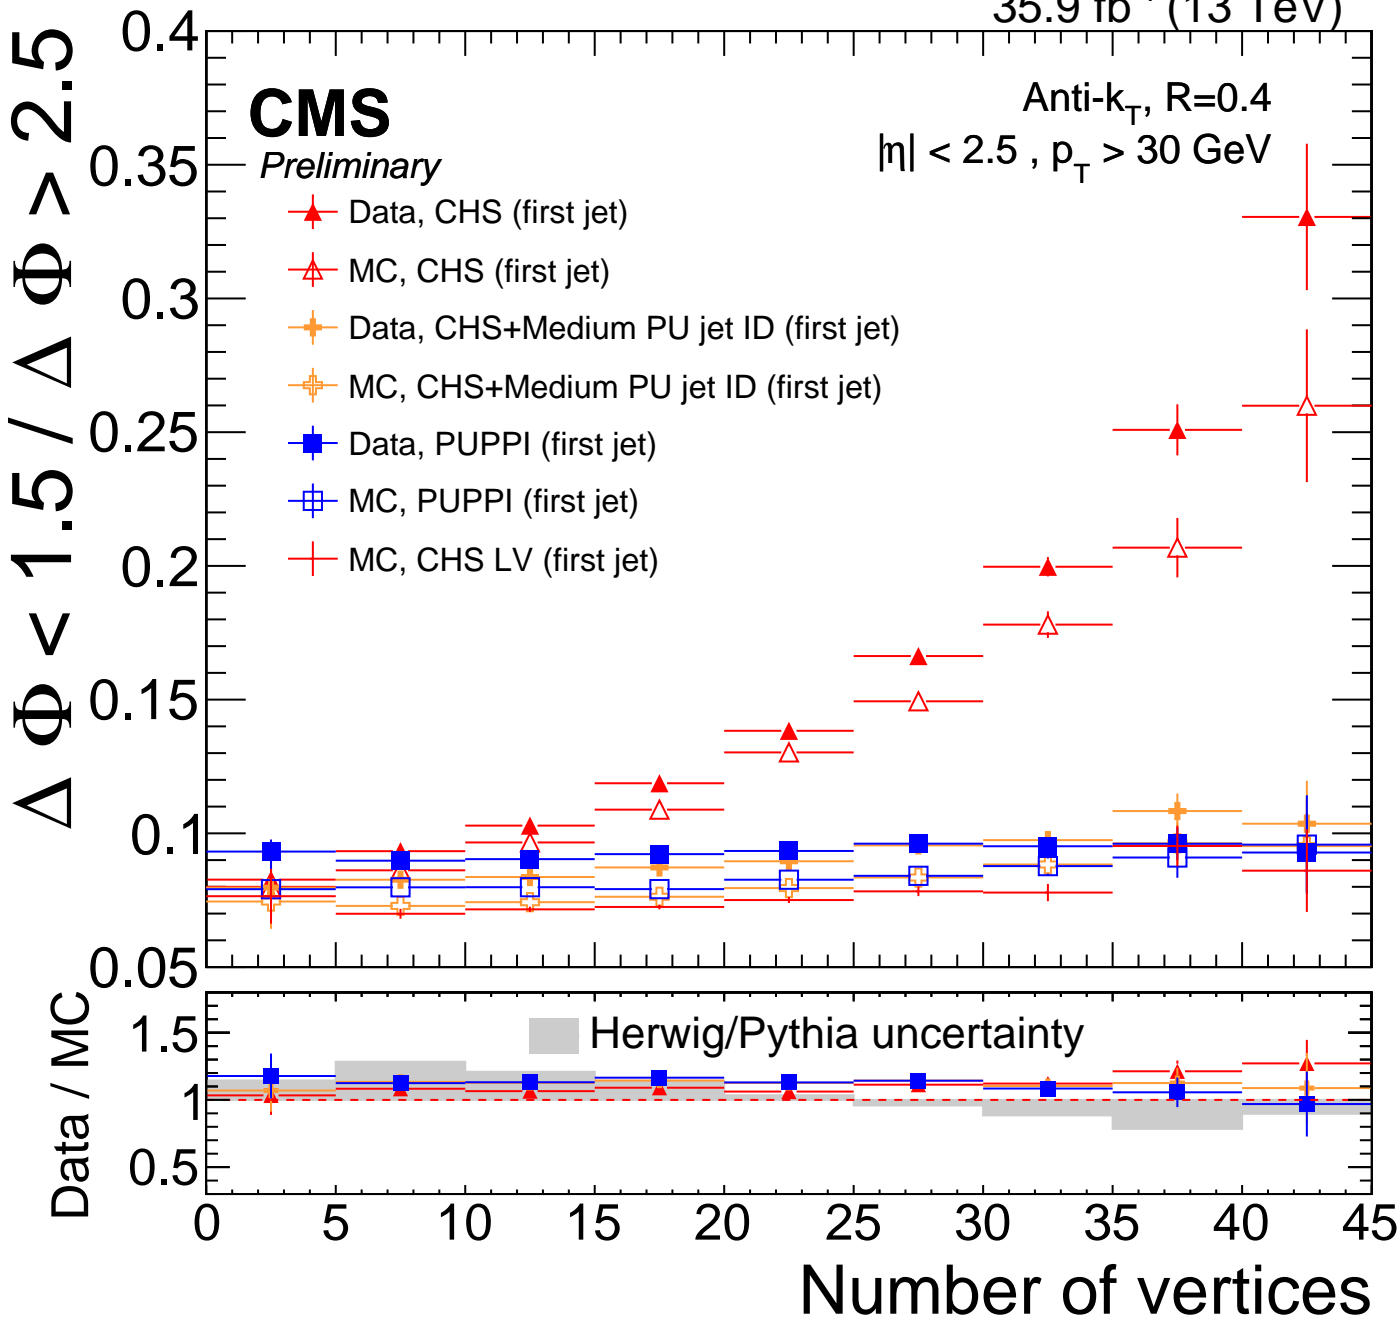 35.9 fb⁻¹ (13 TeV)
CMS
Preliminary
Anti-k_T, R=0.4
|η| < 2.5 , p_T > 30 GeV
Data, CHS (first jet)
MC, CHS (first jet)
Data, CHS+Medium PU jet ID (first jet)
MC, CHS+Medium PU jet ID (first jet)
Data, PUPPI (first jet)
MC, PUPPI (first jet)
MC, CHS LV (first jet)
Δ Φ < 1.5 / Δ Φ > 2.5
0.4
0.35
0.3
0.25
0.2
0.15
0.1
0.05
Herwig/Pythia uncertainty
Data / MC
1.5
1
0.5
0 5 10 15 20 25 30 35 40 45
Number of vertices